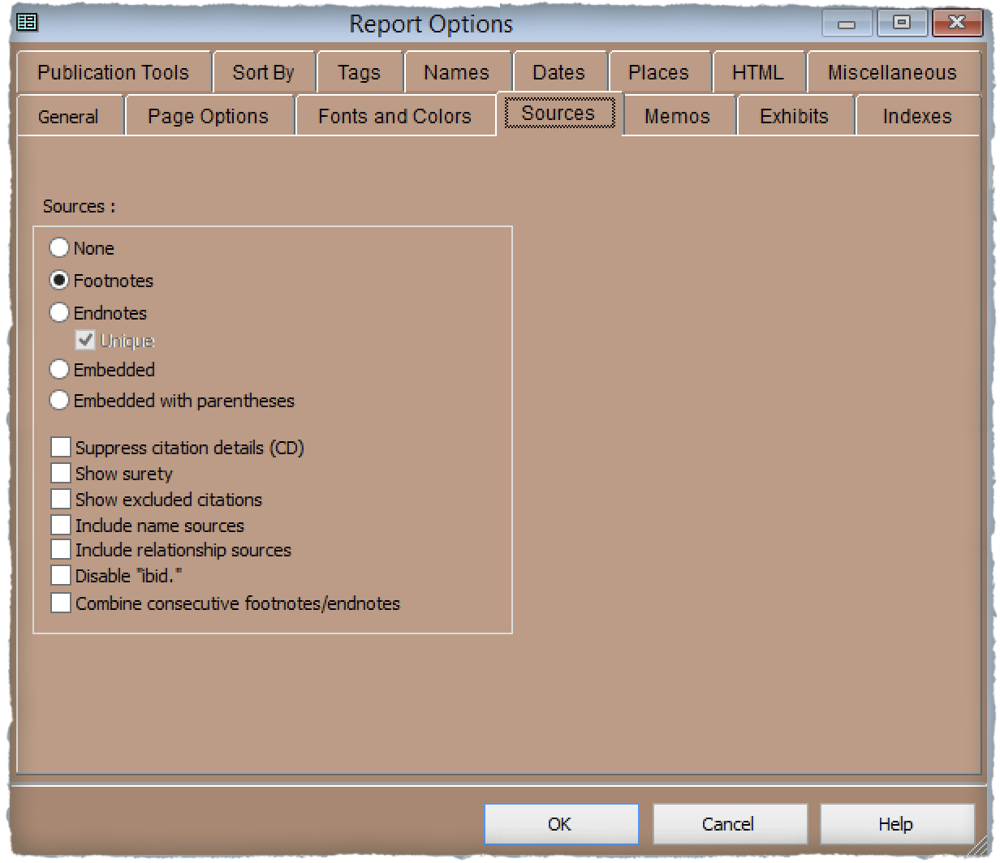 Report Options
Publication Tools Sort By Tags Names Dates Places HTML Miscellaneous
General Page Options Fonts and Colors Sources Memos Exhibits Indexes
Sources :
None
Footnotes
Endnotes
Unique
Embedded
Embedded with parentheses
Suppress citation details (CD)
Show surety
Show excluded citations
Include name sources
Include relationship sources
Disable "ibid."
Combine consecutive footnotes/endnotes
OK Cancel Help